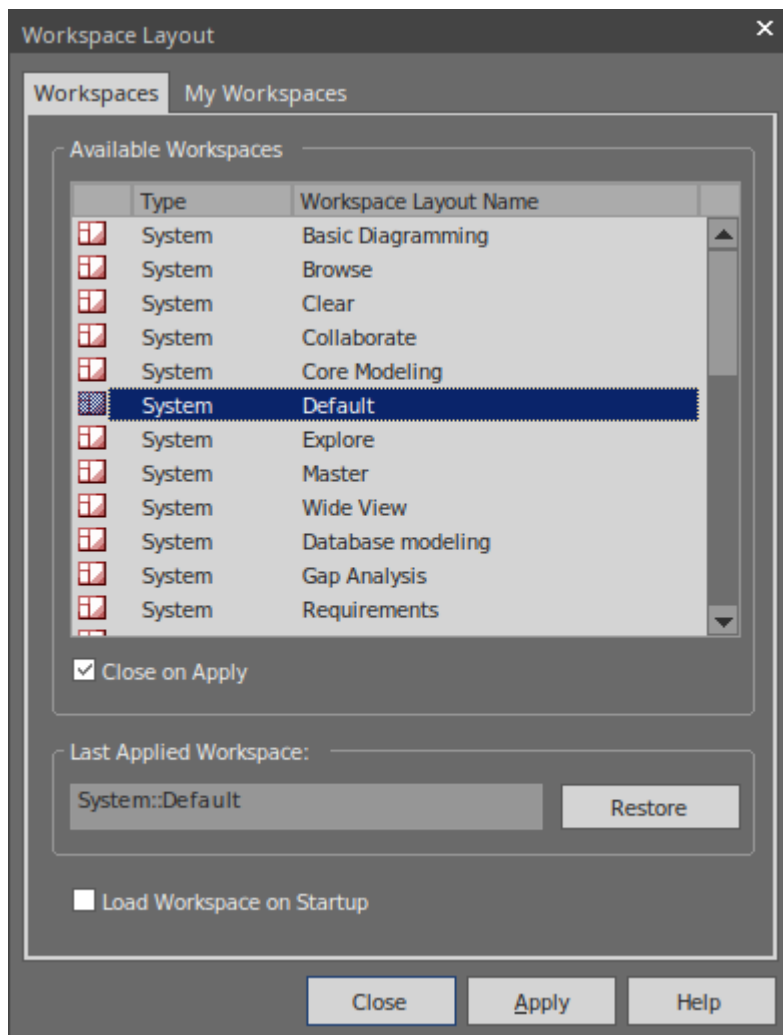 Workspace Layout
Workspaces My Workspaces
Available Workspaces
Type Workspace Layout Name
System Basic Diagramming
System Browse
System Clear
System Collaborate
System Core Modeling
System Default
System Explore
System Master
System Wide View
System Database modeling
System Gap Analysis
System Requirements
Close on Apply
Last Applied Workspace:
System::Default Restore
Load Workspace on Startup
Close Apply Help